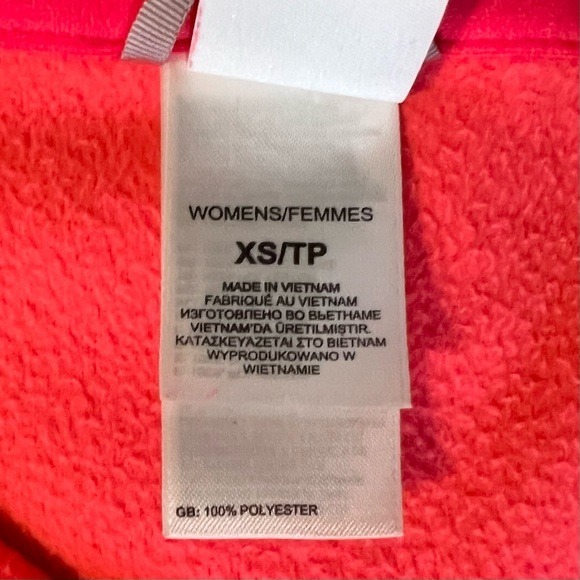 WOMENS/FEMMES
XS/TP
MADE IN VIETNAM
FABRIQUÉ AU VIETNAM
ИЗГОТОВЛЕНО ВО ВЬЕТНАМЕ
VIETNAM'DA ÜRETILMIŞTIR.
ΚΑΤΑΣΚΕΥΑΖΕΤΑΙ ΣΤΟ ΒΙΕΤΝΑΜ
WYPRODUKOWANO W
WIETNAMIE
GB: 100% POLYESTER